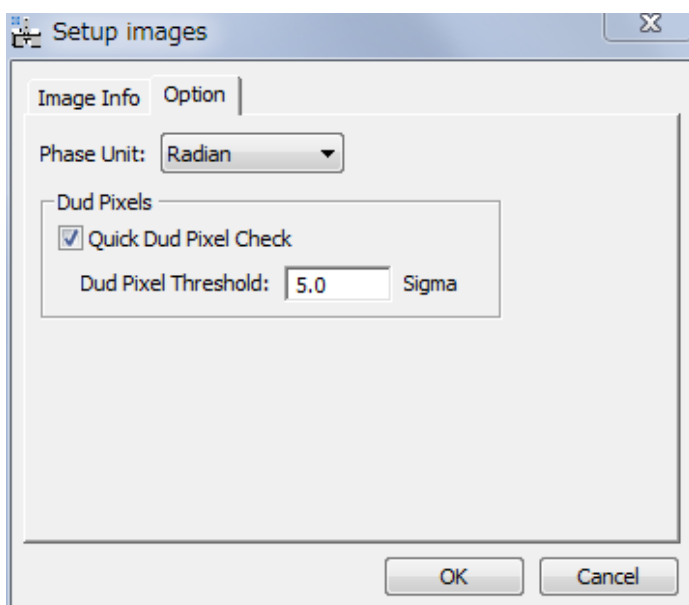 Setup images
Image Info Option
Phase Unit: Radian
Dud Pixels
Quick Dud Pixel Check
Dud Pixel Threshold: 5.0 Sigma
OK Cancel